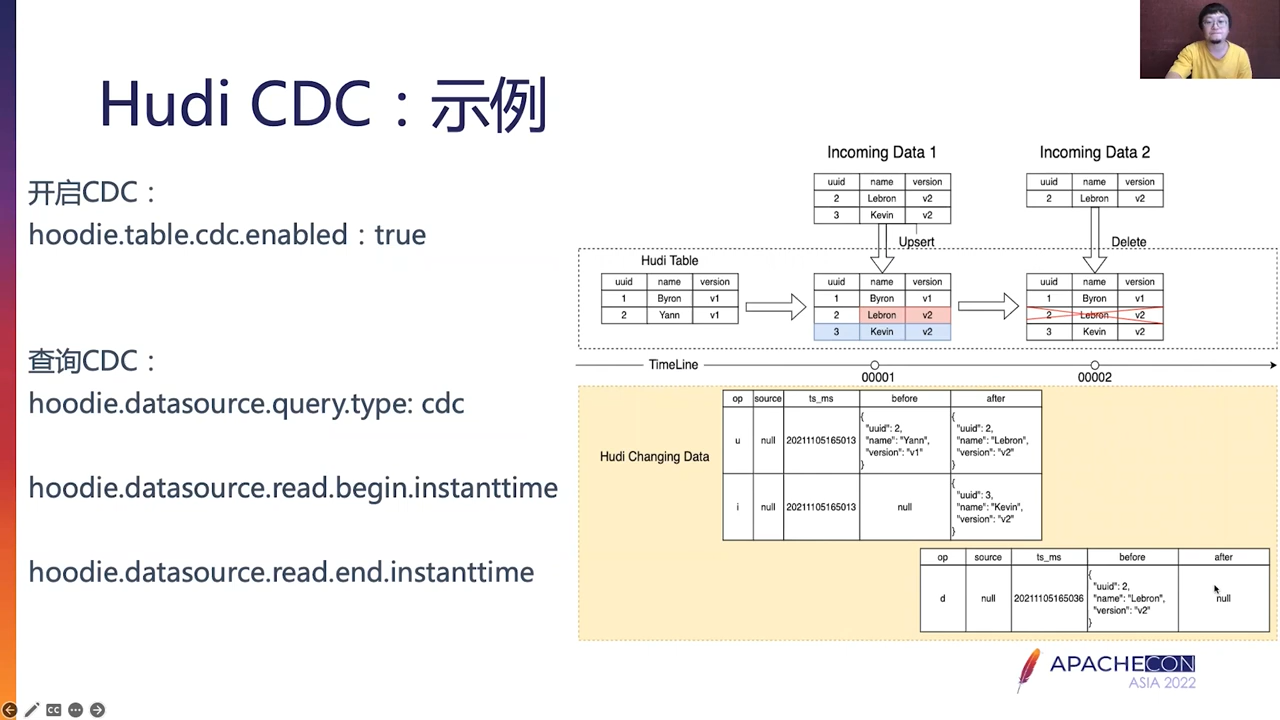 Hudi CDC：示例
开启CDC：
hoodie.table.cdc.enabled：true
查询CDC：
hoodie.datasource.query.type: cdc
hoodie.datasource.read.begin.instanttime
hoodie.datasource.read.end.instanttime
Incoming Data 1
uuid name version
2 Lebron v2
3 Kevin v2
Upsert
Incoming Data 2
uuid name version
2 Lebron v2
Delete
Hudi Table
uuid name version
1 Byron v1
2 Yann v1
uuid name version
1 Byron v1
2 Lebron v2
3 Kevin v2
uuid name version
1 Byron v1
2 Lebron v2
3 Kevin v2
TimeLine
00001
00002
Hudi Changing Data
op source ts_ms before after
u null 20211105165013
{
"uuid": 2,
"name": "Yann",
"version": "v1"
}
{
"uuid": 2,
"name": "Lebron",
"version": "v2"
}
i null 20211105165013 null
{
"uuid": 3,
"name": "Kevin",
"version": "v2"
}
op source ts_ms before after
d null 20211105165036
{
"uuid": 2,
"name": "Lebron",
"version": "v2"
}
null
APACHECON
ASIA 2022
CC